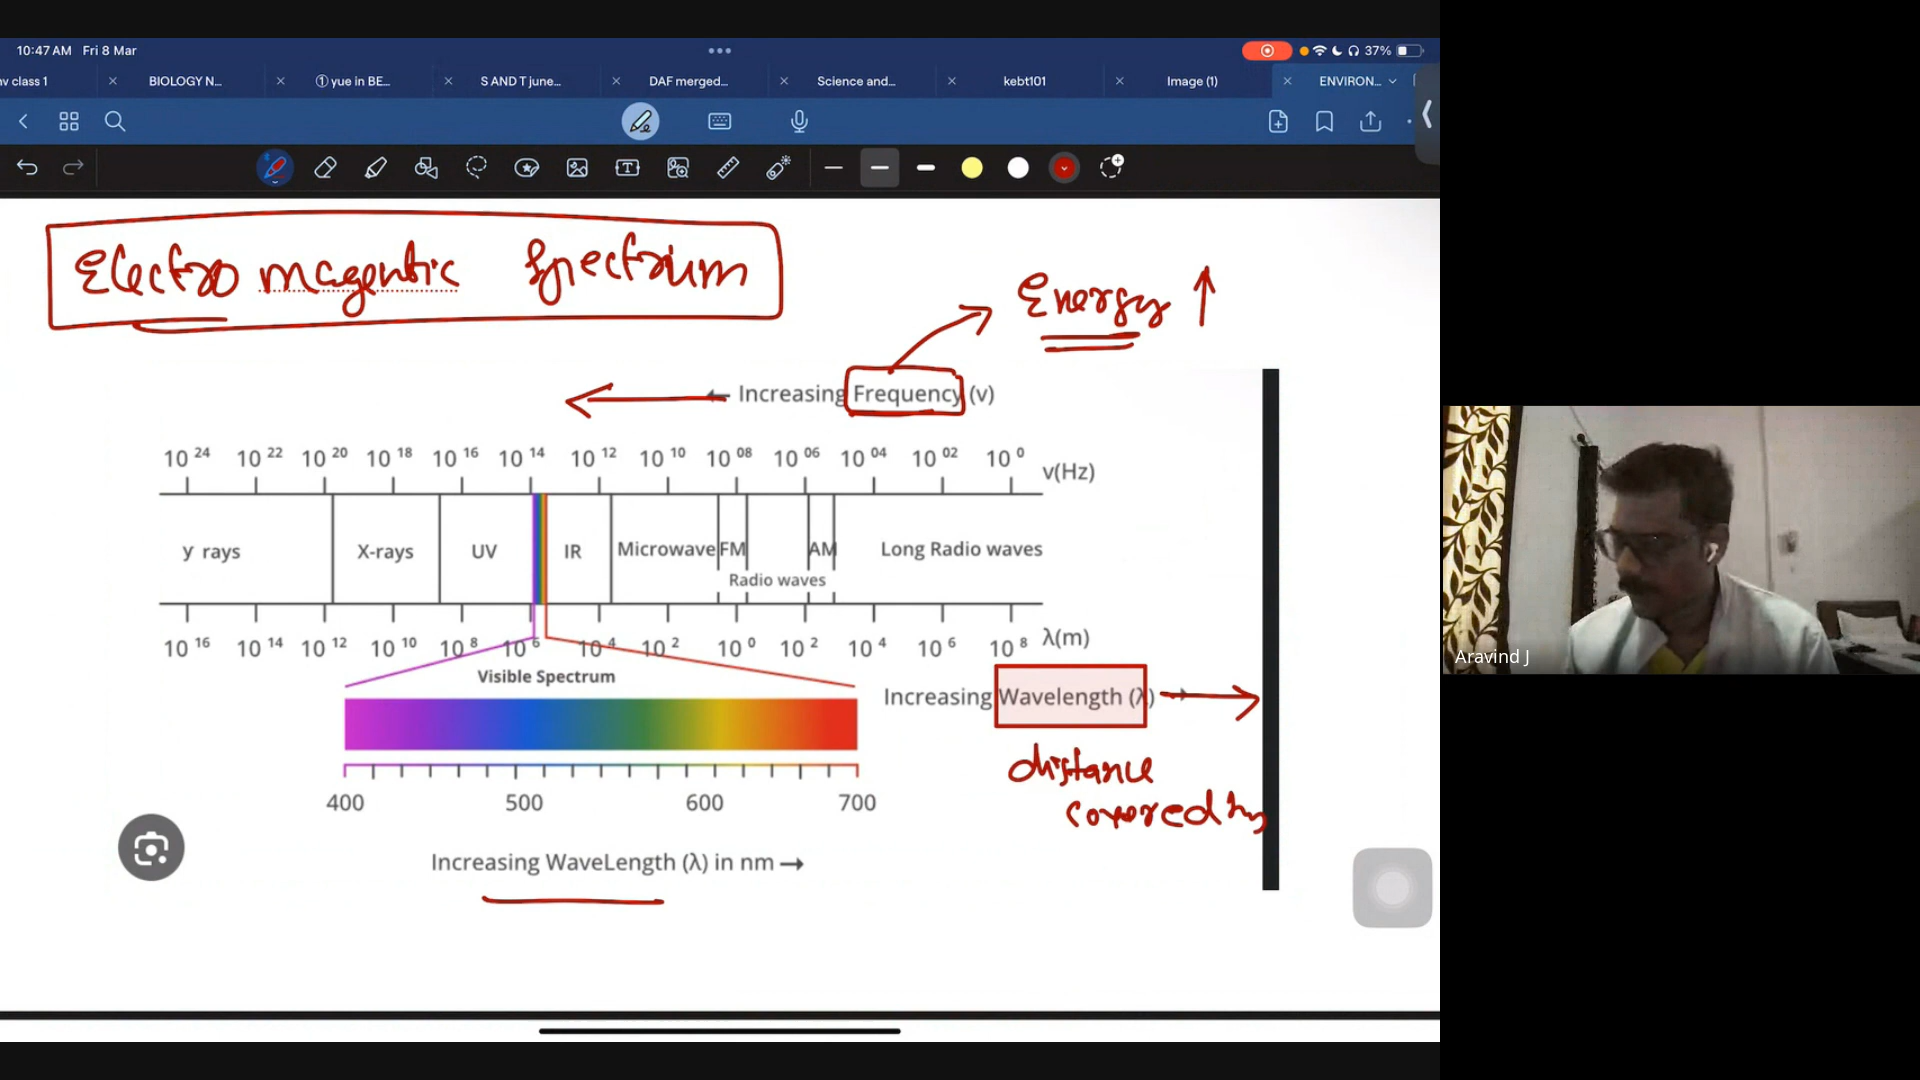 10:47 AM Fri 8 Mar 37%
nv class 1 BIOLOGY N... ① yue in BE... S AND T june... DAF merged... Science and... kebt101 Image (1) ENVIRON...
Electro magentic Spectrum
Energy ↑
← Increasing Frequency (v)
10 24 10 22 10 20 10 18 10 16 10 14 10 12 10 10 10 08 10 06 10 04 10 02 10 0 v(Hz)
y rays X-rays UV IR Microwave FM AM Long Radio waves
Radio waves
10 16 10 14 10 12 10 10 10 8 10 6 10 4 10 2 10 0 10 2 10 4 10 6 10 8 λ(m)
Visible Spectrum
Increasing Wavelength (λ) →
400 500 600 700
distance
covered by
Increasing WaveLength (λ) in nm →
Aravind J